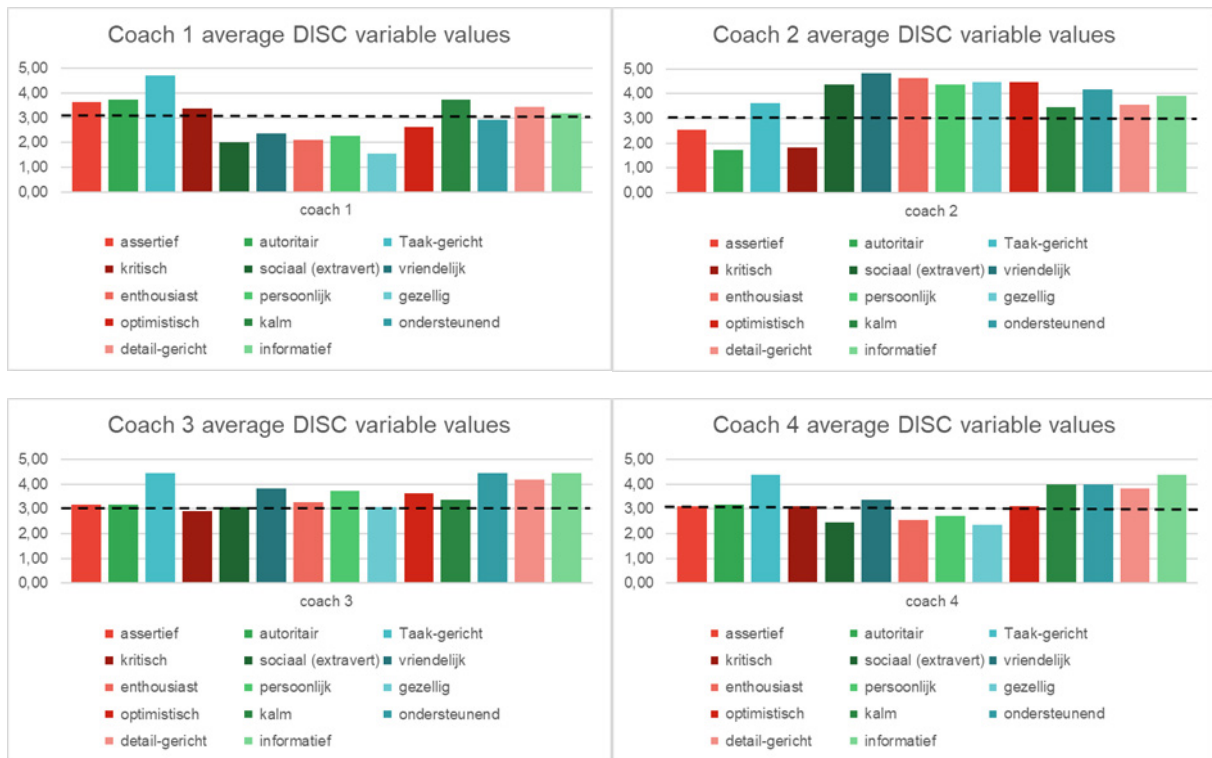 Coach 1 average DISC variable values
5,00
4,00
3,00
2,00
1,00
0,00
coach 1
assertief autoritair Taak-gericht
kritisch sociaal (extravert) vriendelijk
enthousiast persoonlijk gezellig
optimistisch kalm ondersteunend
detail-gericht informatief
Coach 2 average DISC variable values
5,00
4,00
3,00
2,00
1,00
0,00
coach 2
assertief autoritair Taak-gericht
kritisch sociaal (extravert) vriendelijk
enthousiast persoonlijk gezellig
optimistisch kalm ondersteunend
detail-gericht informatief
Coach 3 average DISC variable values
5,00
4,00
3,00
2,00
1,00
0,00
coach 3
assertief autoritair Taak-gericht
kritisch sociaal (extravert) vriendelijk
enthousiast persoonlijk gezellig
optimistisch kalm ondersteunend
detail-gericht informatief
Coach 4 average DISC variable values
5,00
4,00
3,00
2,00
1,00
0,00
coach 4
assertief autoritair Taak-gericht
kritisch sociaal (extravert) vriendelijk
enthousiast persoonlijk gezellig
optimistisch kalm ondersteunend
detail-gericht informatief